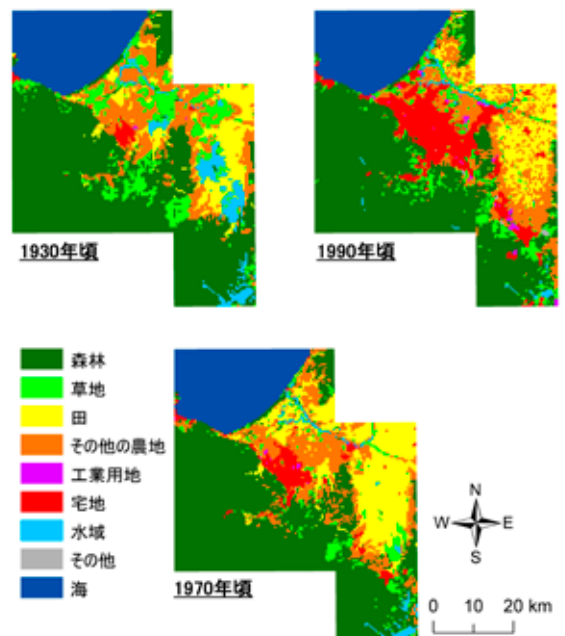 1930年頃
1990年頃
森林
草地
田
その他の農地
工業用地
宅地
水域
その他
海
1970年頃
N
W E
S
0 10 20 km